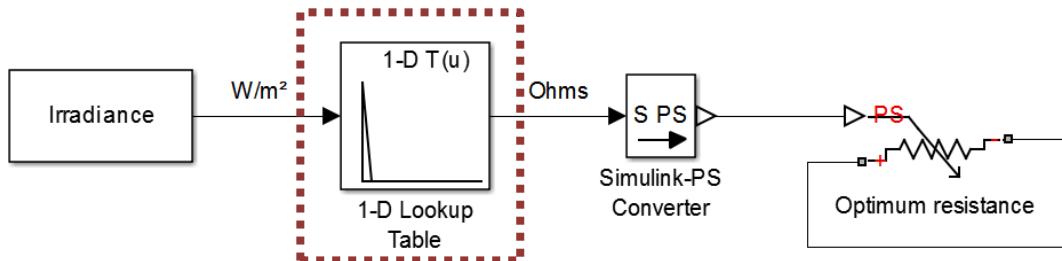 1-D T(u)
W/m²
Ohms
Irradiance
S PS
PS
+
-
Simulink-PS
Converter
1-D Lookup
Table
Optimum resistance